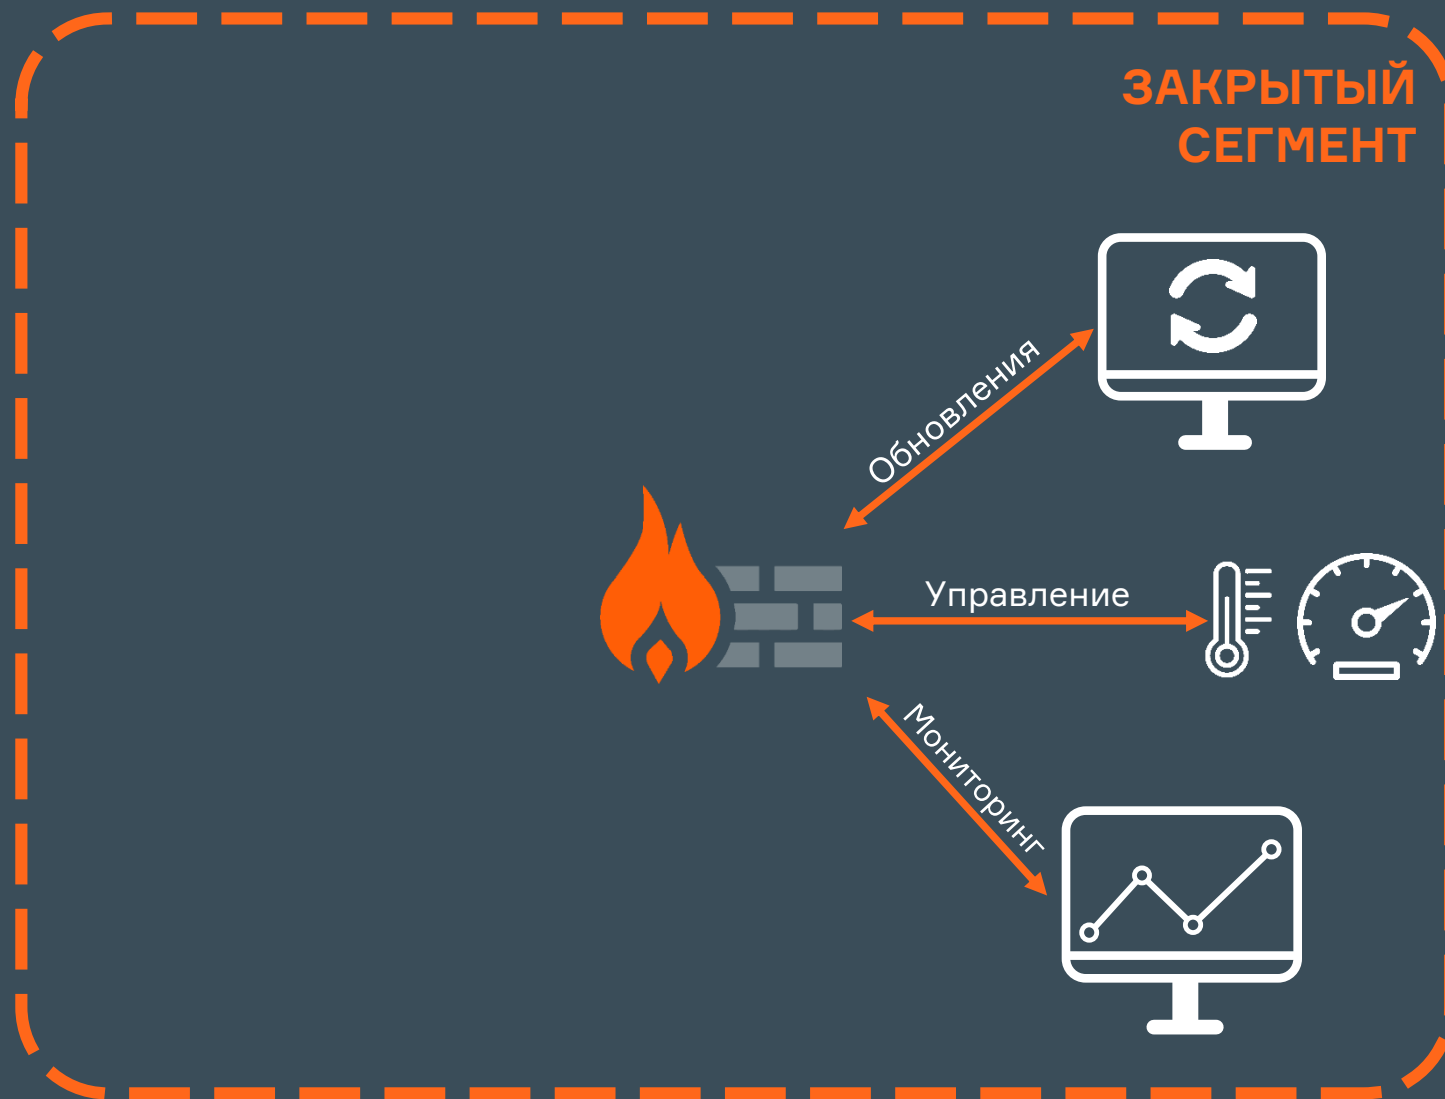 ЗАКРЫТЫЙ
СЕГМЕНТ
Обновления
Управление
Мониторинг